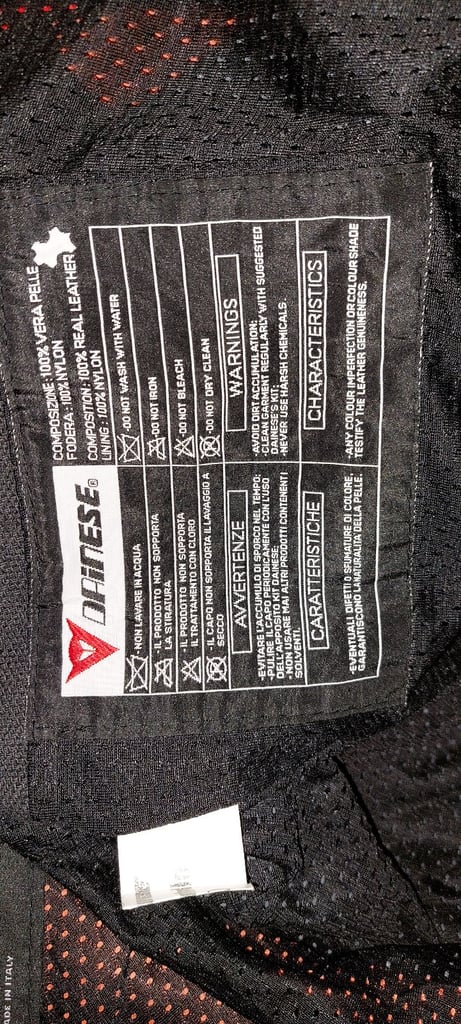 DAINESE®
COMPOSIZINE: 100% VERA PELLE
FODERA : 100% NYLON
COMPOSITION : 100% REAL LEATHER
LINING : 100% NYLON
-NON LAVARE IN ACQUA
-IL PRODOTTO NON SOPPORTA
LA STIRATURA
-IL PRODOTTO NON SOPPORTA
IL TRATTAMENTO CON CLORO
-IL CAPO NON SOPPORTA IL LAVAGGIO A
SECCO
AVVERTENZE
-EVITARE L'ACCUMULO DI SPORCO NEL TEMPO:
-PULIRE IL CAPO PERIODICAMENTE CON L'USO
DELL'APPOSITO KIT DAINESE;
-NON USARE MAI ALTRI PRODOTTI CONTENENTI
SOLVENTI.
CARATTERISTICHE
-EVENTUALI DIFETTI O SFUMATURE DI COLORE,
GARANTISCONO LA NATURALITA' DELLA PELLE.
-DO NOT WASH WITH WATER
-DO NOT IRON
-DO NOT BLEACH
-DO NOT DRY CLEAN
WARNINGS
-AVOID DIRT ACCUMULATION:
-CLEAN GARMENT REGULARLY WITH SUGGESTED
DAINESE'S KIT;
-NEVER USE HARSH CHEMICALS.
CHARACTERISTICS
-ANY COLOUR IMPERFECTION OR COLOUR SHADE
TESTIFY THE LEATHER GENUINENESS.
ADE IN ITALY